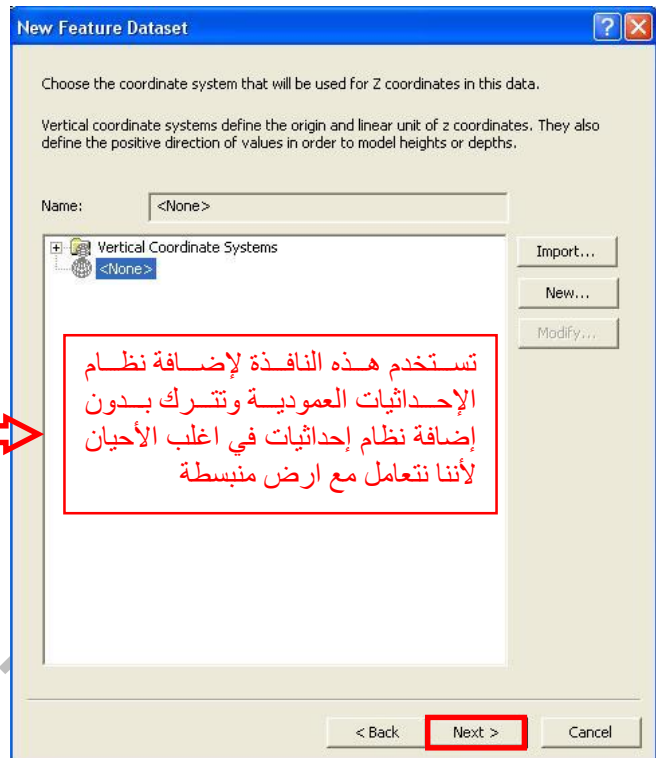 New Feature Dataset
Choose the coordinate system that will be used for Z coordinates in this data.
Vertical coordinate systems define the origin and linear unit of z coordinates. They also
define the positive direction of values in order to model heights or depths.
Name: <None>
Vertical Coordinate Systems
<None>
Import...
New...
Modify...
تستخدم هذه النافذة لإضافة نظام
الإحداثيات العمودية وتترك بدون
إضافة نظام إحداثيات في اغلب الأحيان
لأننا نتعامل مع ارض منبسطة
< Back Next > Cancel